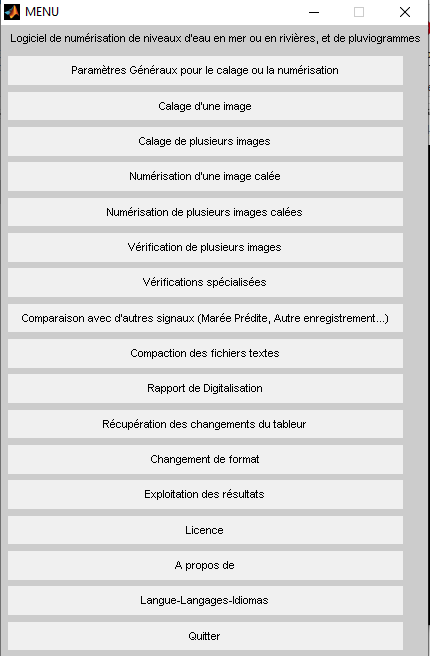 MENU
Logiciel de numérisation de niveaux d'eau en mer ou en rivières, et de pluviogrammes
Paramètres Généraux pour le calage ou la numérisation
Calage d'une image
Calage de plusieurs images
Numérisation d'une image calée
Numérisation de plusieurs images calées
Vérification de plusieurs images
Vérifications spécialisées
Comparaison avec d'autres signaux (Marée Prédite, Autre enregistrement...)
Compaction des fichiers textes
Rapport de Digitalisation
Récupération des changements du tableur
Changement de format
Exploitation des résultats
Licence
A propos de
Langue-Langages-Idiomas
Quitter